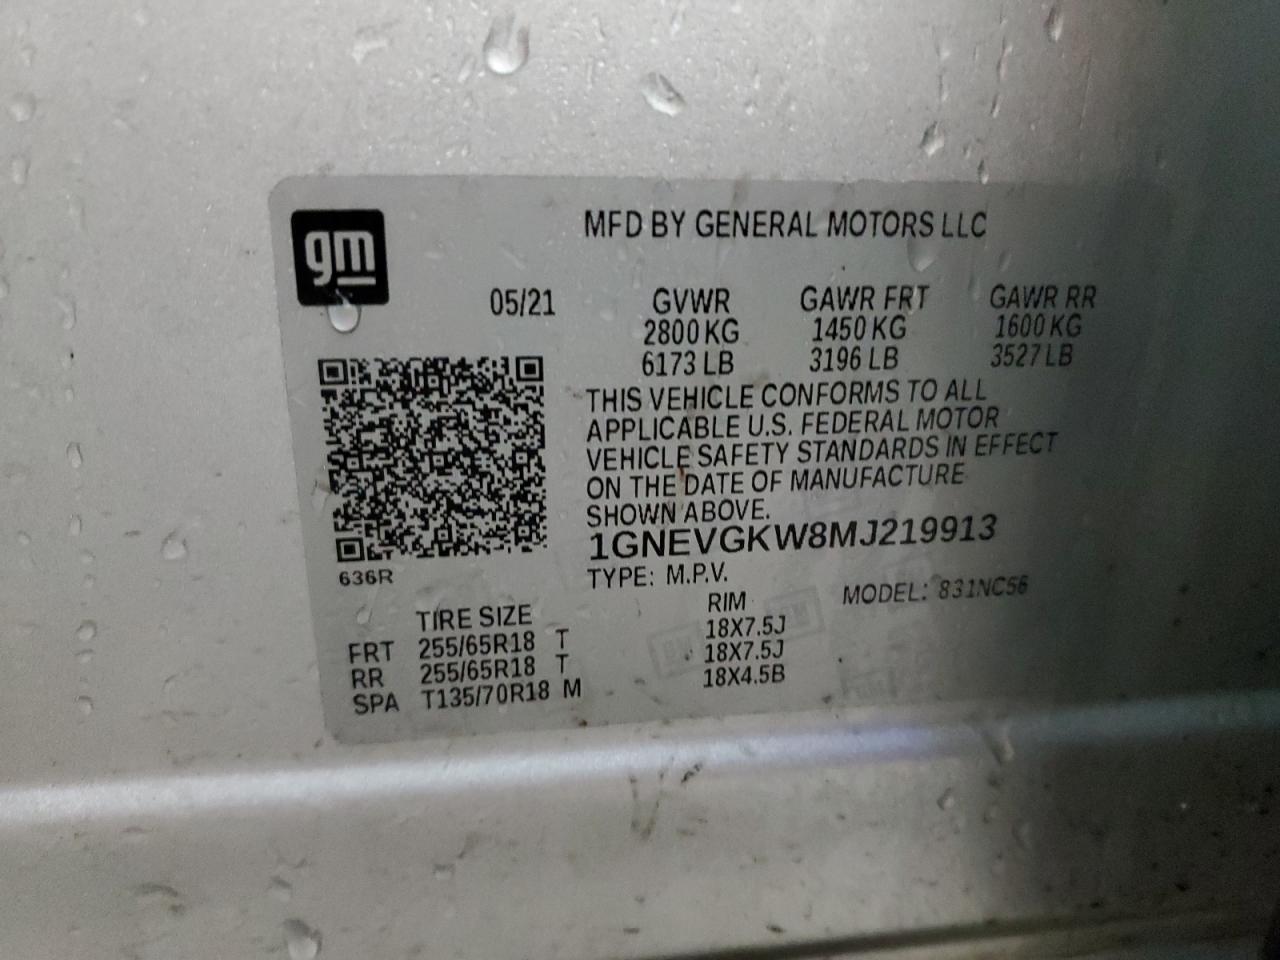 gm
MFD BY GENERAL MOTORS LLC
05/21 GVWR GAWR FRT GAWR RR
2800 KG 1450 KG 1600 KG
6173 LB 3196 LB 3527 LB
THIS VEHICLE CONFORMS TO ALL
APPLICABLE U.S. FEDERAL MOTOR
VEHICLE SAFETY STANDARDS IN EFFECT
ON THE DATE OF MANUFACTURE
SHOWN ABOVE.
1GNEVGKW8MJ219913
636R
TYPE: M.P.V. MODEL: 831NC56
TIRE SIZE RIM
FRT 255/65R18 T 18X7.5J
RR 255/65R18 T 18X7.5J
SPA T135/70R18 M 18X4.5B